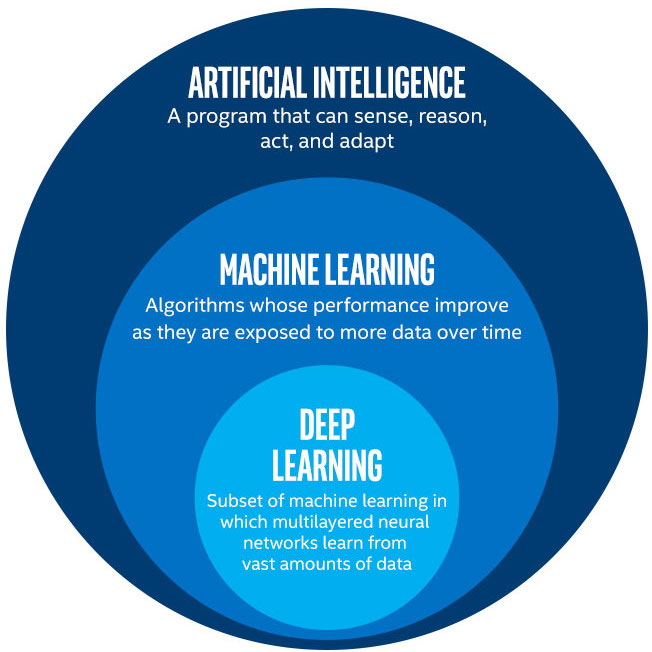 ARTIFICIAL INTELLIGENCE
A program that can sense, reason,
act, and adapt
MACHINE LEARNING
Algorithms whose performance improve
as they are exposed to more data over time
DEEP
LEARNING
Subset of machine learning in
which multilayered neural
networks learn from
vast amounts of data